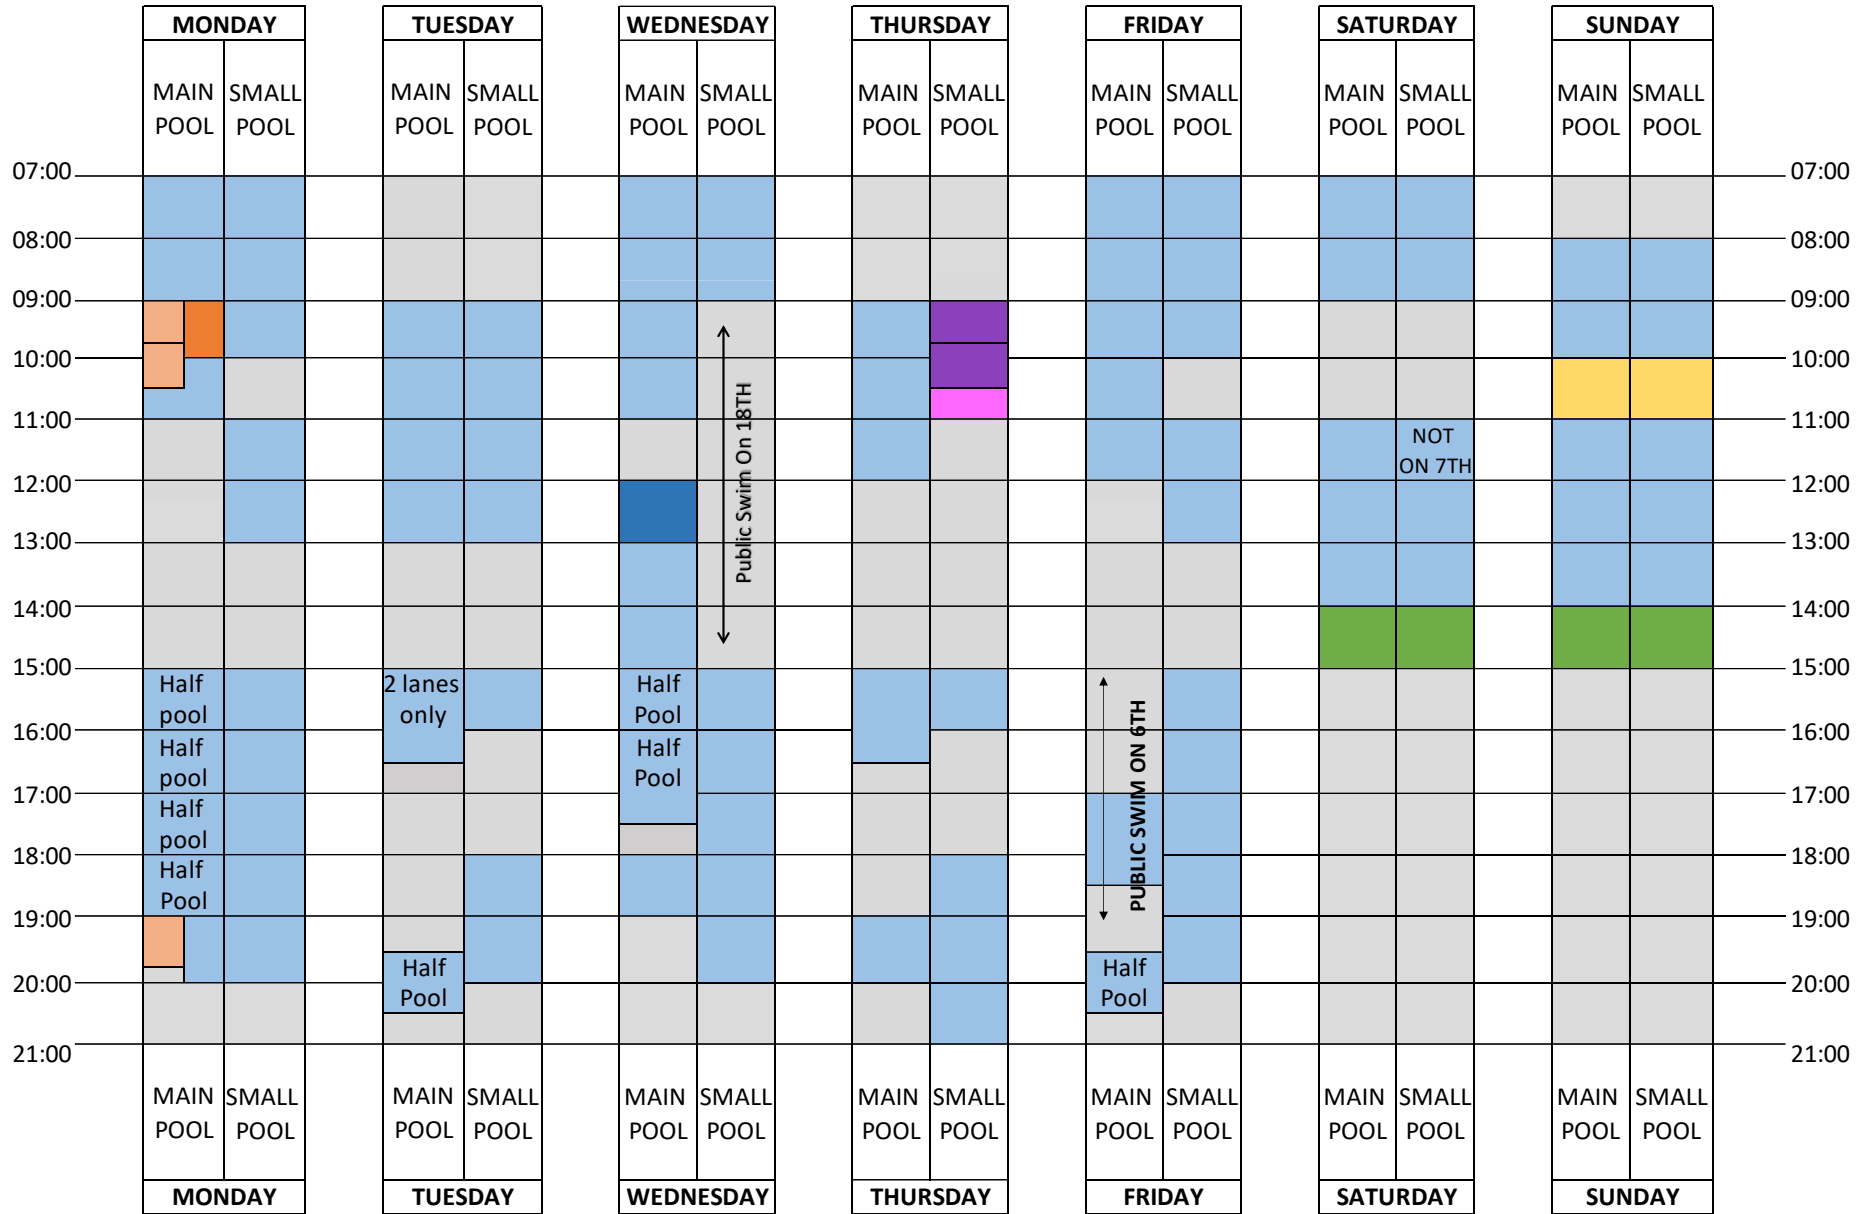 MONDAY TUESDAY WEDNESDAY THURSDAY FRIDAY SATURDAY SUNDAY
MAIN SMALL MAIN SMALL MAIN SMALL MAIN SMALL MAIN SMALL MAIN SMALL MAIN SMALL
POOL POOL POOL POOL POOL POOL POOL POOL POOL POOL POOL POOL POOL POOL
07:00 07:00
08:00 08:00
09:00 09:00
10:00 10:00
11:00 11:00
NOT
ON 7TH
12:00 12:00
Public Swim On 18TH
13:00 13:00
14:00 14:00
15:00 15:00
Half 2 lanes Half
pool only Pool
16:00 16:00
Half Half
pool Pool
PUBLIC SWIM ON 6TH
17:00 17:00
Half
pool
18:00 18:00
Half
Pool
19:00 19:00
Half Half
20:00 20:00
Pool Pool
21:00 21:00
MAIN SMALL MAIN SMALL MAIN SMALL MAIN SMALL MAIN SMALL MAIN SMALL MAIN SMALL
POOL POOL POOL POOL POOL POOL POOL POOL POOL POOL POOL POOL POOL POOL
MONDAY TUESDAY WEDNESDAY THURSDAY FRIDAY SATURDAY SUNDAY